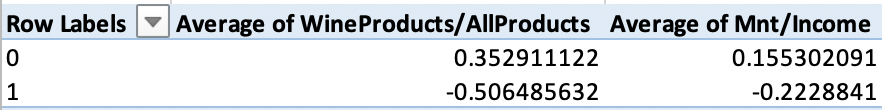 Row Labels Average of WineProducts/AllProducts Average of Mnt/Income
0 0.352911122 0.155302091
1 -0.506485632 -0.2228841